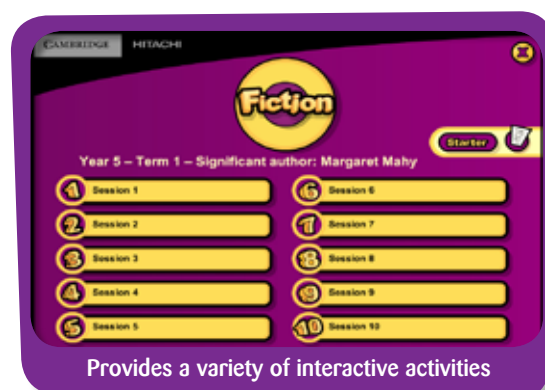 CAMBRIDGE HITACHI
X
Fiction
Starter
Year 5 – Term 1 – Significant author: Margaret Mahy
1 Session 1
2 Session 2
3 Session 3
4 Session 4
5 Session 5
6 Session 6
7 Session 7
8 Session 8
9 Session 9
10 Session 10
Provides a variety of interactive activities